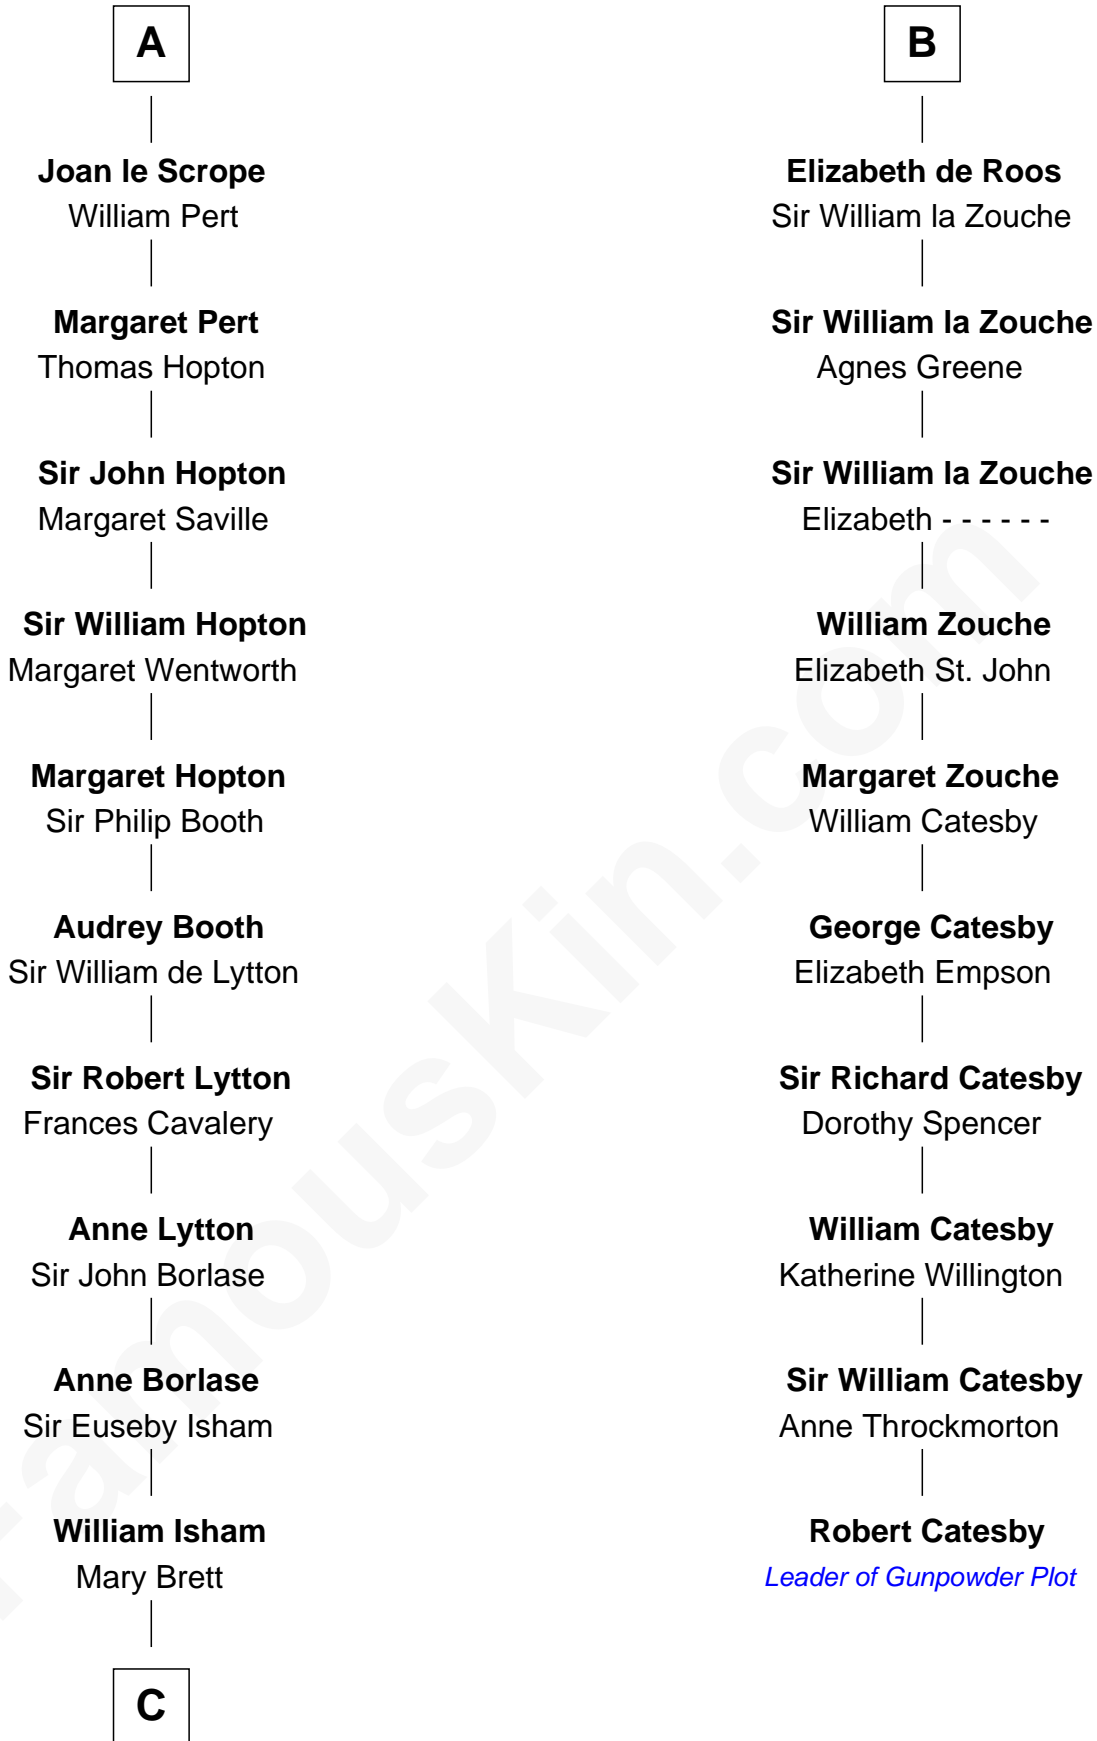 A
Joan le Scrope
William Pert
Margaret Pert
Thomas Hopton
Sir John Hopton
Margaret Saville
Sir William Hopton
Margaret Wentworth
Margaret Hopton
Sir Philip Booth
Audrey Booth
Sir William de Lytton
Sir Robert Lytton
Frances Cavalery
Anne Lytton
Sir John Borlase
Anne Borlase
Sir Euseby Isham
William Isham
Mary Brett
C
B
Elizabeth de Roos
Sir William la Zouche
Sir William la Zouche
Agnes Greene
Sir William la Zouche
Elizabeth - - - - - -
William Zouche
Elizabeth St. John
Margaret Zouche
William Catesby
George Catesby
Elizabeth Empson
Sir Richard Catesby
Dorothy Spencer
William Catesby
Katherine Willington
Sir William Catesby
Anne Throckmorton
Robert Catesby
Leader of Gunpowder Plot
FamousKin.com